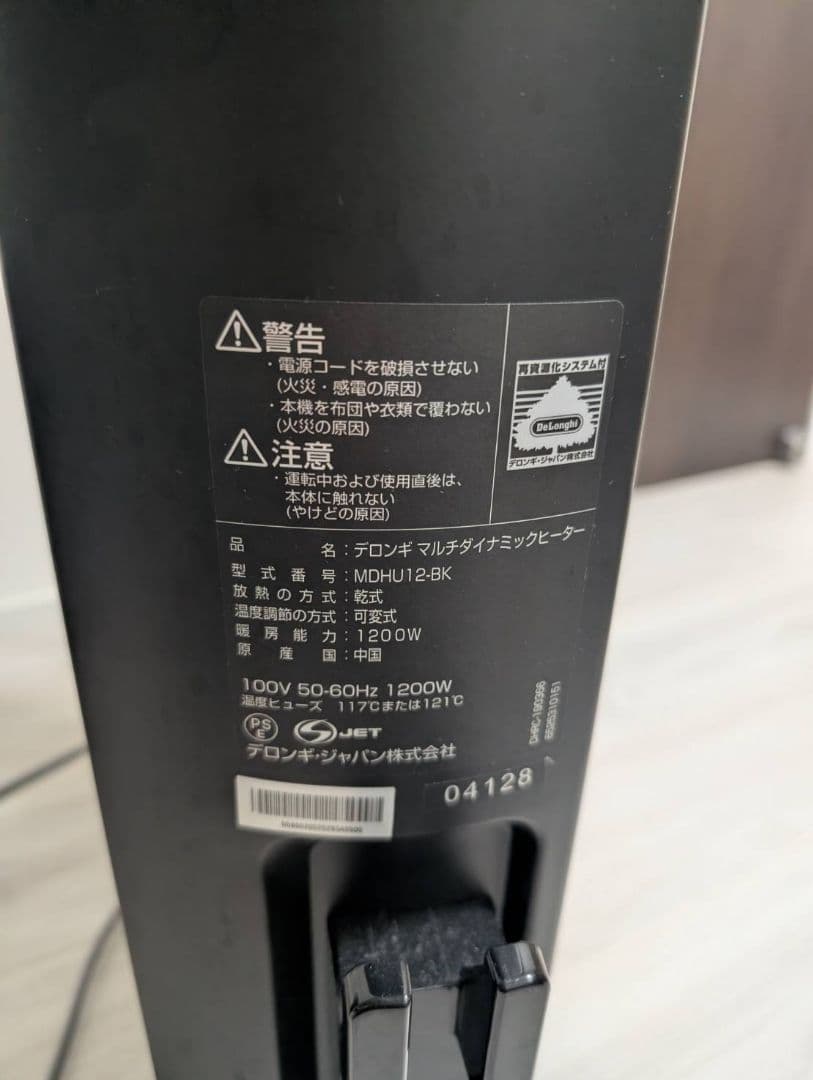 警告
・電源コードを破損させない
(火災・感電の原因)
・本機を布団や衣類で覆わない
(火災の原因)
注意
・運転中および使用直後は、
本体に触れない
(やけどの原因)
再資源化システム付
DeLonghi
デロンギ・ジャパン株式会社
品名：デロンギ マルチダイナミックヒーター
型式番号：MDHU12-BK
放熱の方式：乾式
温度調節の方式：可変式
暖房能力：1200W
原産国：中国
100V 50-60Hz 1200W
温度ヒューズ 117℃または121℃
PS
E
JET
デロンギ・ジャパン株式会社
04128